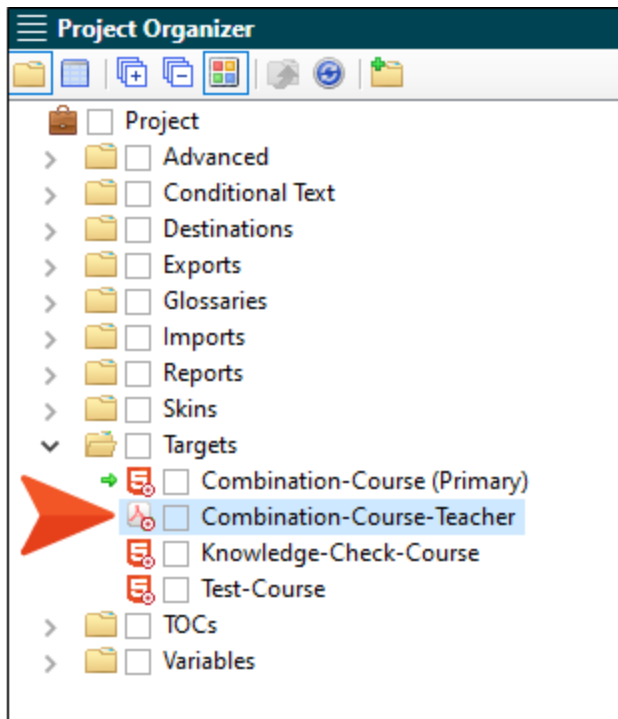 Project Organizer
Project
Advanced
Conditional Text
Destinations
Exports
Glossaries
Imports
Reports
Skins
Targets
Combination-Course (Primary)
Combination-Course-Teacher
Knowledge-Check-Course
Test-Course
TOCs
Variables